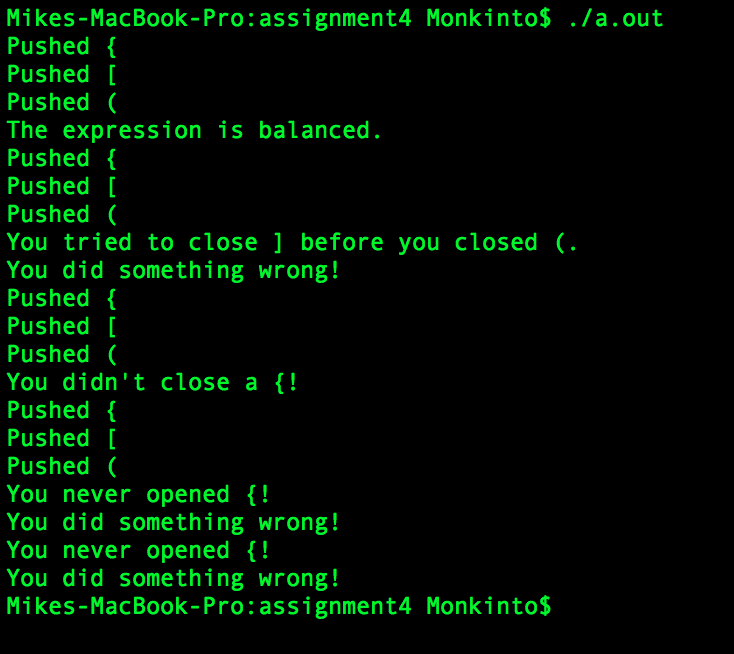 Mikes-MacBook-Pro:assignment4 Monkinto$ ./a.out
Pushed {
Pushed [
Pushed (
The expression is balanced.
Pushed {
Pushed [
Pushed (
You tried to close ] before you closed (.
You did something wrong!
Pushed {
Pushed [
Pushed (
You didn't close a {!
Pushed {
Pushed [
Pushed (
You never opened {!
You did something wrong!
You never opened {!
You did something wrong!
Mikes-MacBook-Pro:assignment4 Monkinto$